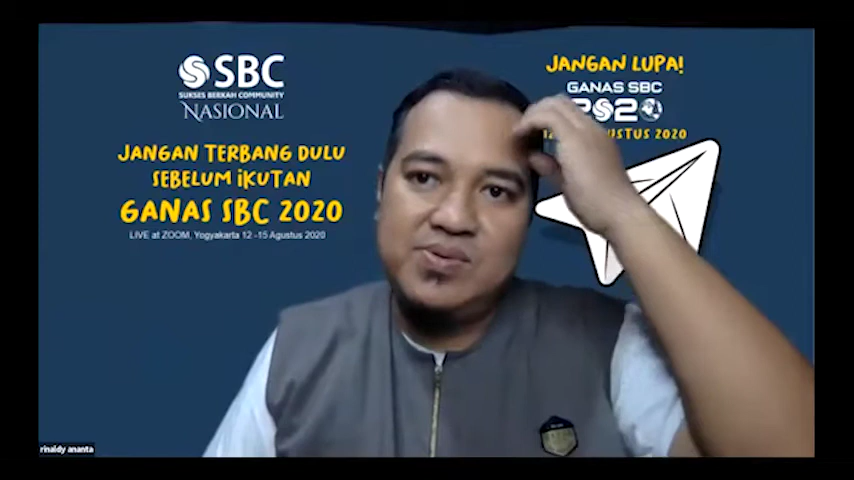 SBC
SUKSES BERKAH COMMUNITY
NASIONAL
JANGAN TERBANG DULU
SEBELUM IKUTAN
GANAS SBC 2020
LIVE at ZOOM, Yogyakarta 12 -15 Agustus 2020
JANGAN LUPA!
GANAS SBC
2020
2020
rinaldy ananta